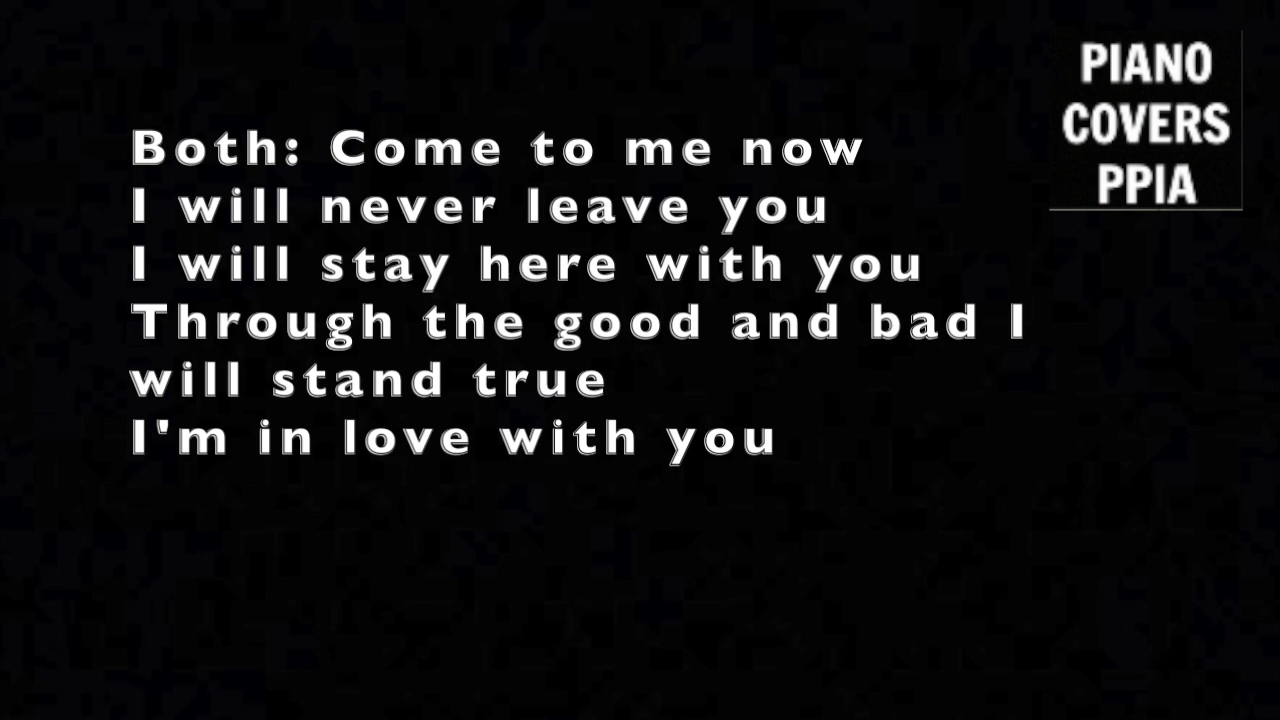 PIANO
COVERS
PPIA
Both: Come to me now
I will never leave you
I will stay here with you
Through the good and bad I
will stand true
I'm in love with you